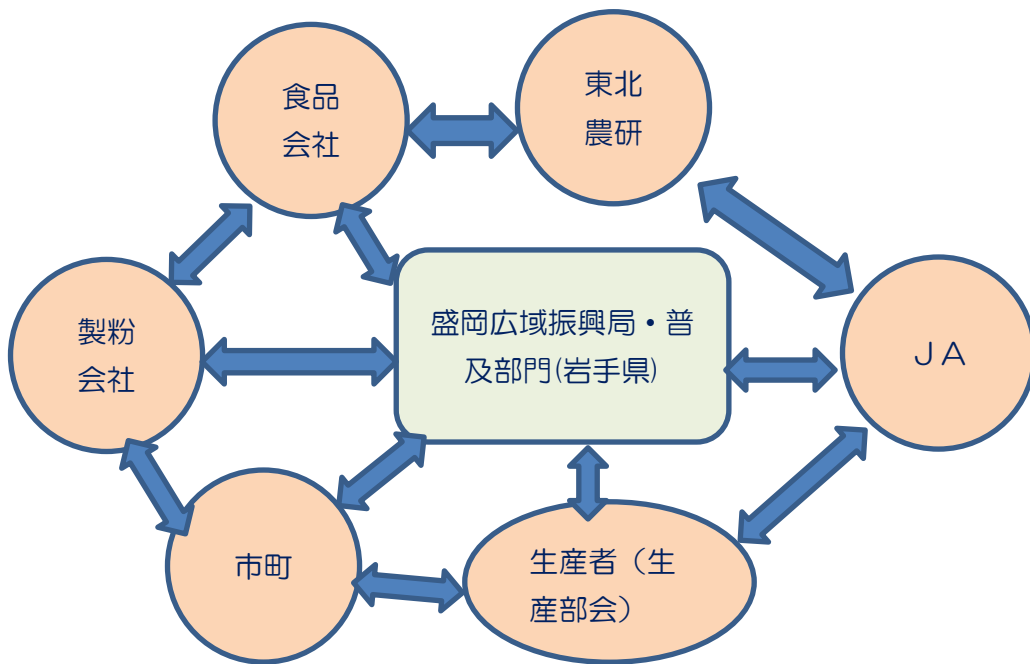 食品
会社
東北
農研
盛岡広域振興局・普
及部門(岩手県)
製粉
会社
ＪＡ
市町
生産者（生
産部会）